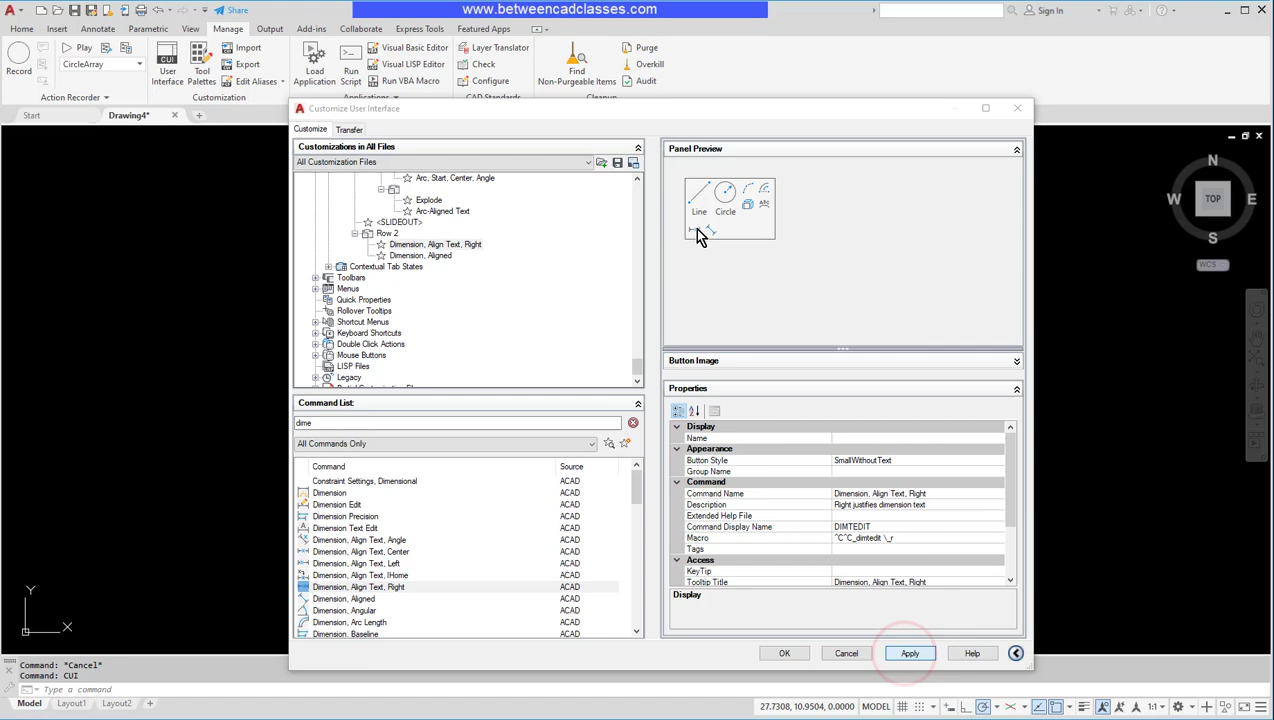 www.betweencadclasses.com
Share
Sign In
Home Insert Annotate Parametric View Manage Output Add-ins Collaborate Express Tools Featured Apps
Record
Play
CircleArray
Action Recorder
User Interface
Tool Palettes
Import
Export
Edit Aliases
Customization
Load Application
Run Script
Visual Basic Editor
Visual LISP Editor
Run VBA Macro
Applications
Layer Translator
Check
Configure
CAD Standards
Find Non-Purgeable Items
Purge
Overkill
Audit
Cleanup
Start
Drawing4*
Customize User Interface
Customize Transfer
Customizations in All Files
All Customization Files
Arc, Start, Center, Angle
Explode
Arc-Aligned Text
<SLIDEOUT>
Row 2
Dimension, Align Text, Right
Dimension, Aligned
Contextual Tab States
Toolbars
Menus
Quick Properties
Rollover Tooltips
Shortcut Menus
Keyboard Shortcuts
Double Click Actions
Mouse Buttons
LISP Files
Legacy
Command List:
dime
All Commands Only
Command Source
Constraint Settings, Dimensional ACAD
Dimension ACAD
Dimension Edit ACAD
Dimension Precision ACAD
Dimension Text Edit ACAD
Dimension, Align Text, Angle ACAD
Dimension, Align Text, Center ACAD
Dimension, Align Text, Left ACAD
Dimension, Align Text, IHome ACAD
Dimension, Align Text, Right ACAD
Dimension, Aligned ACAD
Dimension, Angular ACAD
Dimension, Arc Length ACAD
Dimension, Baseline ACAD
Panel Preview
Line Circle
Button Image
Properties
Display
Name
Appearance
Button Style SmallWithoutText
Group Name
Command
Command Name Dimension, Align Text, Right
Description Right justifies dimension text
Extended Help File
Command Display Name DIMTEDIT
Macro ^C^C_dimtedit \_r
Tags
Access
KeyTip
Tooltip Title Dimension, Align Text, Right
Display
OK Cancel Apply Help
N
W TOP E
S
WCS
Y
X
Command: *Cancel*
Command: CUI
Type a command
Model Layout1 Layout2
27.7308, 10.9504, 0.0000 MODEL 1:1